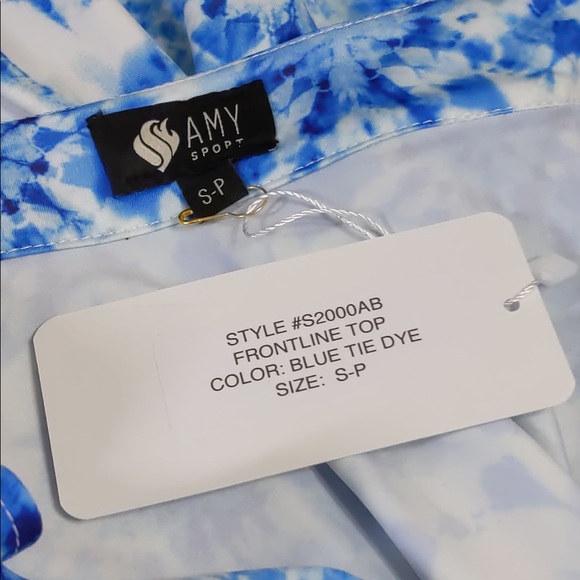 AMY
SPORT
S-P
STYLE #S2000AB
FRONTLINE TOP
COLOR: BLUE TIE DYE
SIZE: S-P